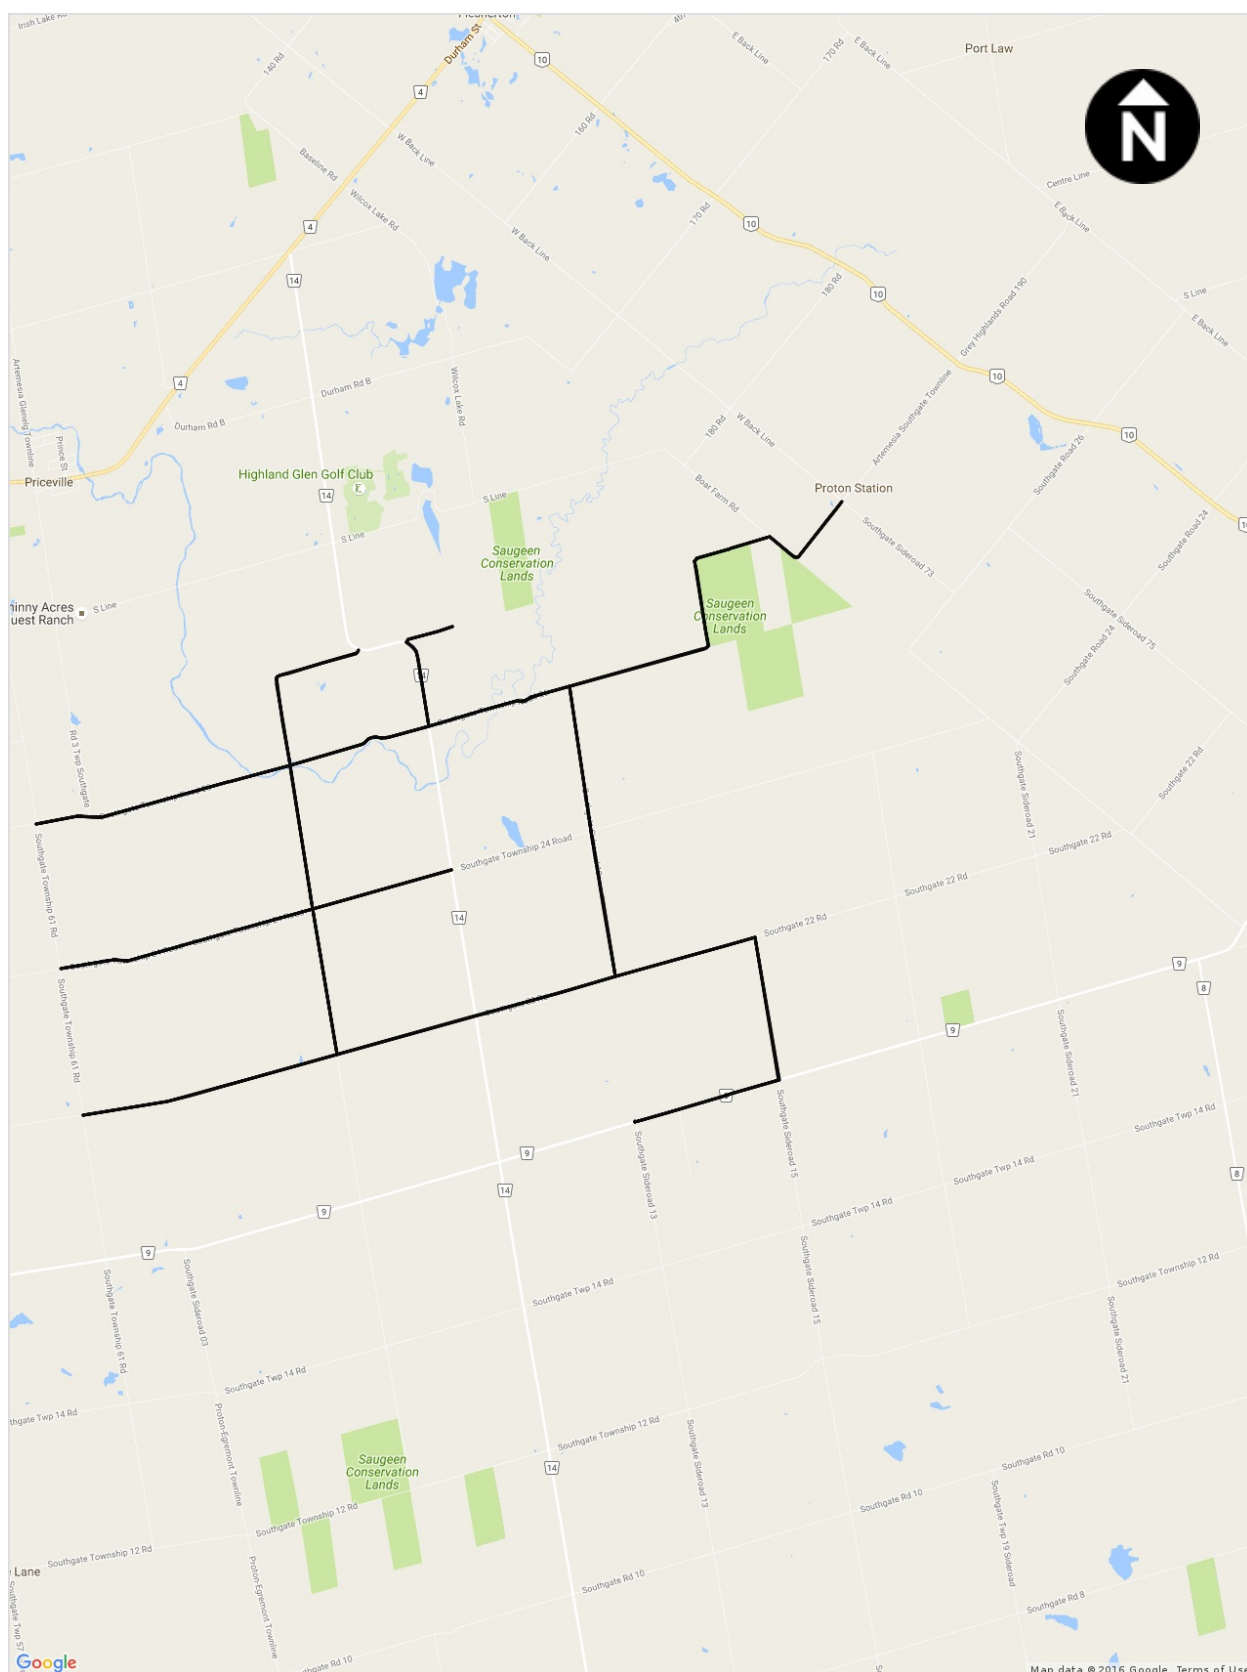 Irish Lake Rd
Flesherton
4th
Durham St
10
E Back Line
170 Rd
E Back Line
Port Law
140 Rd
4
N
160 Rd
W Back Line
Baseline Rd
Wilcox Lake Rd
Centre Line
E Back Line
170 Rd
10
4
W Back Line
14
180 Rd
10
Grey Highlands Road 190
S Line
E Back Line
Artemesia Glenelg Townline
4
Durham Rd B
Wilcox Lake Rd
10
Artemesia Southgate Townline
Durham Rd B
180 Rd
W Back Line
10
Prince St
Southgate Road 26
Priceville
Highland Glen Golf Club
14
S Line
Boar Farm Rd
Proton Station
Southgate Road 24
S Line
Southgate Sideroad 73
Saugeen
Conservation
Lands
hinny Acres
uest Ranch
S Line
Saugeen
Conservation
Lands
Southgate Sideroad 75
Southgate Road 24
14
Rd 3 Twp Southgate
Southgate Sideroad 21
Southgate 22 Rd
Southgate Township 61 Rd
Southgate Township 24 Road
Southgate 22 Rd
Southgate 22 Rd
14
Southgate 22 Rd
9
8
Southgate Township 61 Rd
9
Southgate Sideroad 21
9
Southgate Sideroad 15
Southgate Twp 14 Rd
Southgate Sideroad 13
9
Southgate Twp 14 Rd
8
14
9
Southgate Twp 14 Rd
9
Southgate Sideroad 03
Southgate Township 61 Rd
Southgate Sideroad 15
Southgate Township 12 Rd
Southgate Twp 14 Rd
Southgate Sideroad 21
Southgate Twp 14 Rd
thgate Twp 14 Rd
Proton-Egremont Townline
Southgate Township 12 Rd
Southgate Sideroad 13
Saugeen
Conservation
Lands
14
Southgate Rd 10
Southgate Rd 10
Southgate Twp 19 Sideroad
Southgate Township 12 Rd
Southgate Township 12 Rd
Lane
Southgate Twp 57
Proton-Egremont Townline
Southgate Rd 10
Southgate Rd 8
thgate Rd 10
Google
Map data © 2016 Google Terms of Use